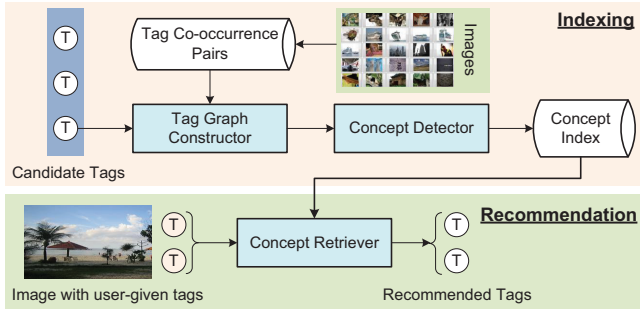 Indexing
T
Tag Co-occurrence
Pairs
Images
T
T
Tag Graph
Constructor
Concept Detector
Concept
Index
Candidate Tags
Recommendation
T
T
Concept Retriever
T
T
Image with user-given tags
Recommended Tags